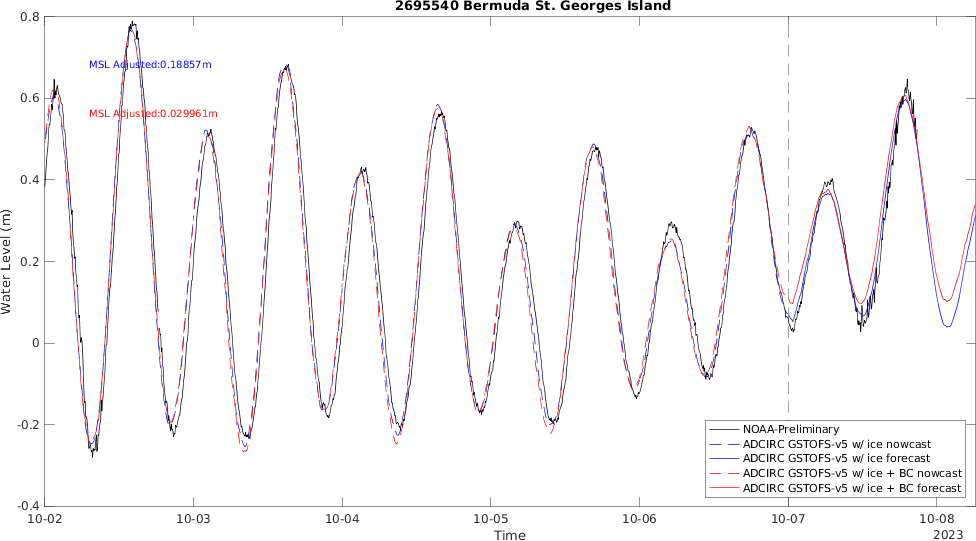 2695540 Bermuda St. Georges Island
Water Level (m)
0.8
0.6
0.4
0.2
0
-0.2
-0.4
MSL Adjusted:0.18857m
MSL Adjusted:0.029961m
NOAA-Preliminary
ADCIRC GSTOFS-v5 w/ ice nowcast
ADCIRC GSTOFS-v5 w/ ice forecast
ADCIRC GSTOFS-v5 w/ ice + BC nowcast
ADCIRC GSTOFS-v5 w/ ice + BC forecast
10-02 10-03 10-04 10-05 10-06 10-07 10-08
Time
2023